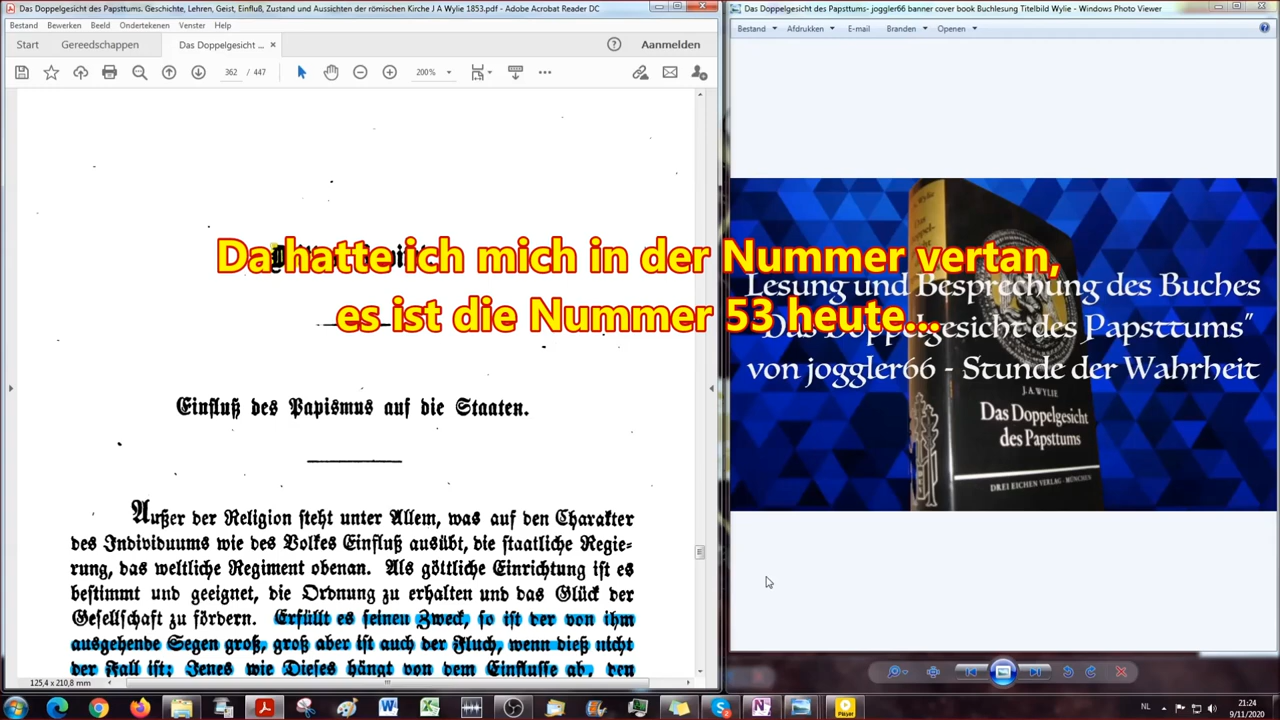 Das Doppelgesicht des Papsttums. Geschichte, Lehren, Geist, Einfluß, Zustand und Aussichten der römischen Kirche J A Wylie 1853.pdf - Adobe Acrobat Reader DC
Bestand Bewerken Beeld Ondertekenen Venster Help
Start Gereedschappen Das Doppelgesicht ... ×
Aanmelden
362 / 447
200%
Da hatte ich mich in der Nummer vertan,
es ist die Nummer 53 heute...
Einfluß des Papismus auf die Staaten.
Außer der Religion steht unter Allem, was auf den Charakter
des Individuums wie des Volkes Einfluß ausübt, die staatliche Regie-
rung, das weltliche Regiment obenan. Als göttliche Einrichtung ist es
bestimmt und geeignet, die Ordnung zu erhalten und das Glück der
Gesellschaft zu fördern. Erfüllt es seinen Zweck, so ist der von ihm
ausgehende Segen groß, groß aber ist auch der Fluch, wenn dieß nicht
der Fall ist; Jenes wie Dieses hängt von dem Einflusse ab, den
125,4 x 210,8 mm
Das Doppelgesicht des Papsttums- joggler66 banner cover book Buchlesung Titelbild Wylie - Windows Photo Viewer
Bestand Afdrukken E-mail Branden Openen
Lesung und Besprechung des Buches
"Das Doppelgesicht des Papsttums"
von joggler66 - Stunde der Wahrheit
J. A. WYLIE
Das Doppelgesicht
des Papsttums
DREI EICHEN VERLAG · MÜNCHEN
NL
21:24
9/11/2020